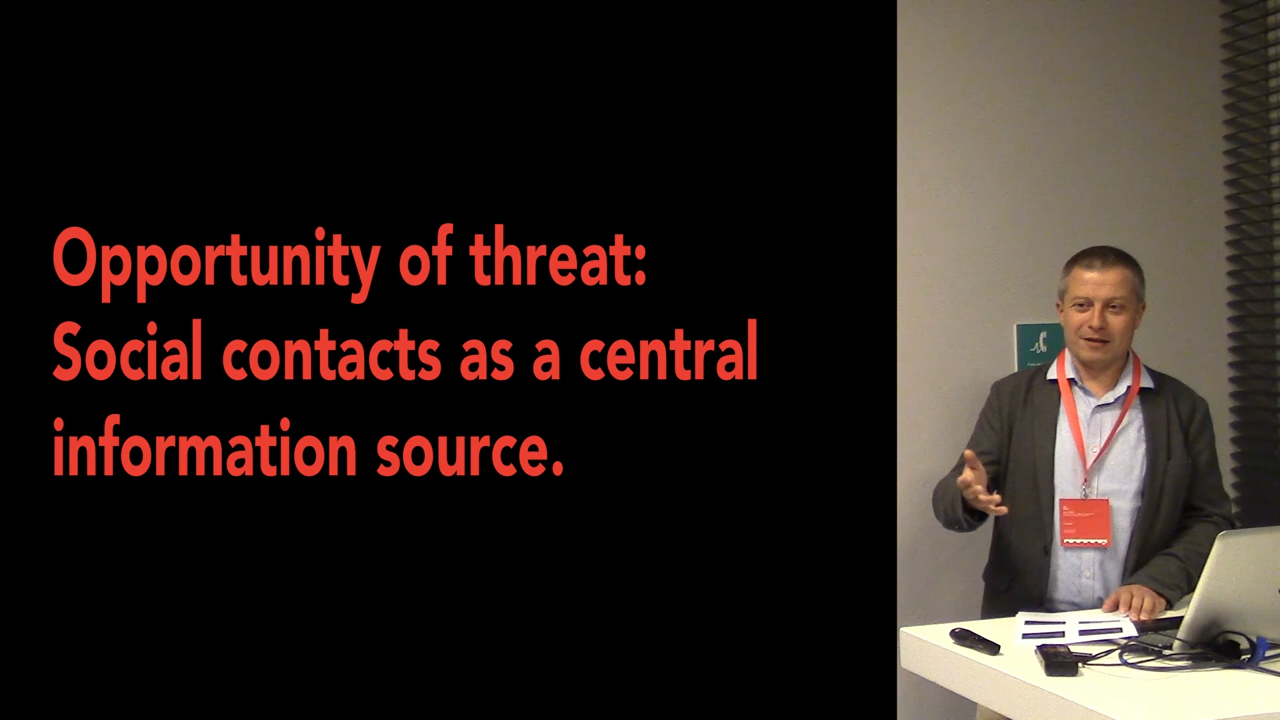 Opportunity of threat:
Social contacts as a central
information source.